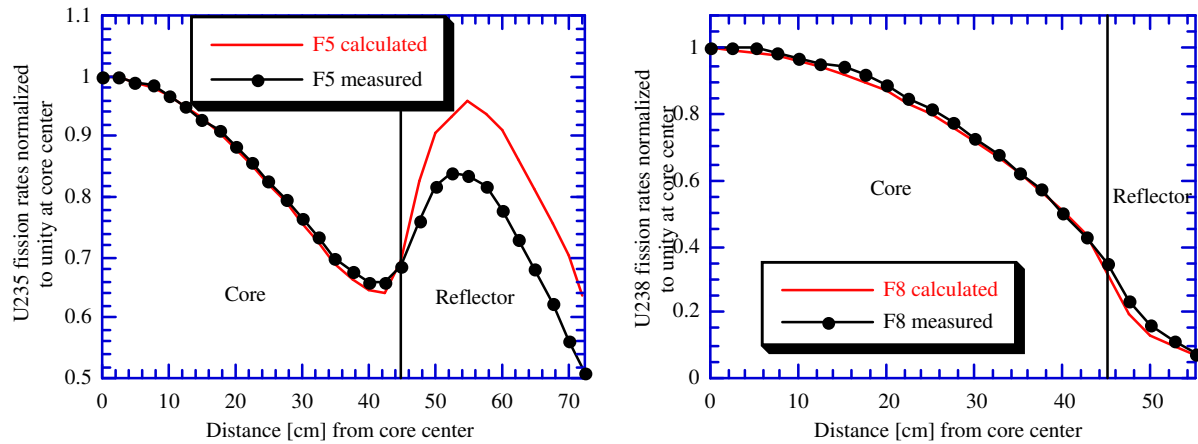 1.1
1
0.9
0.8
0.7
0.6
0.5
U235 fission rates normalized
to unity at core center
F5 calculated
F5 measured
Core
Reflector
0 10 20 30 40 50 60 70
Distance [cm] from core center
1
0.8
0.6
0.4
0.2
0
U238 fission rates normalized
to unity at core center
Core
Reflector
F8 calculated
F8 measured
0 10 20 30 40 50
Distance [cm] from core center